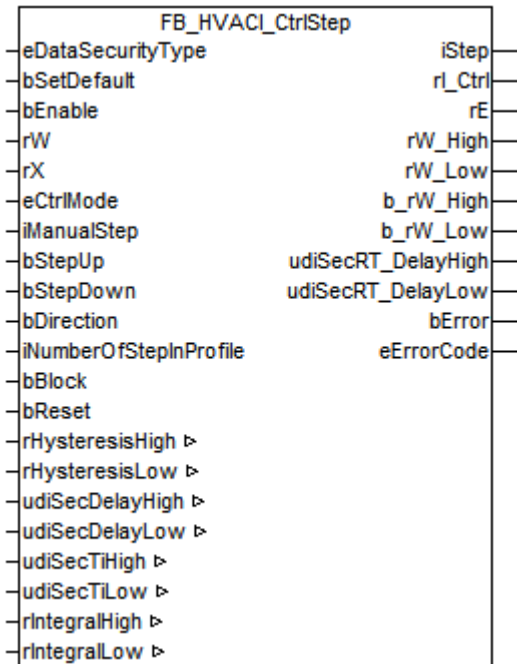 FB_HVACI_CtrlStep
eDataSecurityType iStep
bSetDefault rI_Ctrl
bEnable rE
rW rW_High
rX rW_Low
eCtrlMode b_rW_High
iManualStep b_rW_Low
bStepUp udiSecRT_DelayHigh
bStepDown udiSecRT_DelayLow
bDirection bError
iNumberOfStepInProfile eErrorCode
bBlock
bReset
rHysteresisHigh ▷
rHysteresisLow ▷
udiSecDelayHigh ▷
udiSecDelayLow ▷
udiSecTiHigh ▷
udiSecTiLow ▷
rIntegralHigh ▷
rIntegralLow ▷